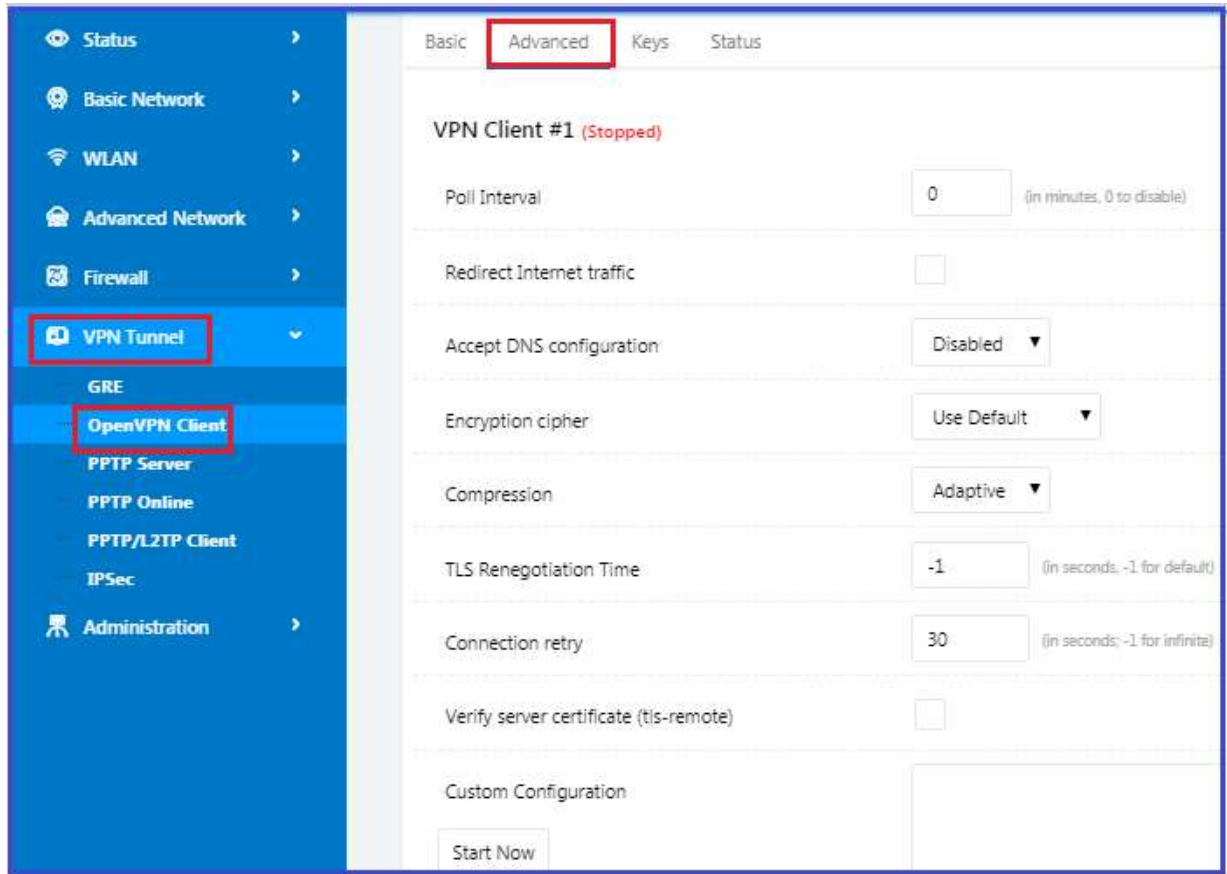 Status
Basic Network
WLAN
Advanced Network
Firewall
VPN Tunnel
GRE
OpenVPN Client
PPTP Server
PPTP Online
PPTP/L2TP Client
IPSec
Administration
Basic Advanced Keys Status
VPN Client #1 (Stopped)
Poll Interval 0 (in minutes, 0 to disable)
Redirect Internet traffic
Accept DNS configuration Disabled
Encryption cipher Use Default
Compression Adaptive
TLS Renegotiation Time -1 (in seconds, -1 for default)
Connection retry 30 (in seconds; -1 for infinite)
Verify server certificate (tls-remote)
Custom Configuration
Start Now